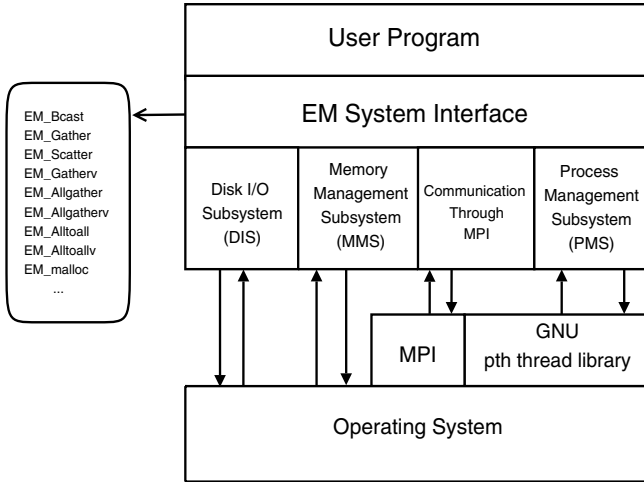 User Program
EM System Interface
EM_Bcast
EM_Gather
EM_Scatter
EM_Gatherv
EM_Allgather
EM_Allgatherv
EM_Alltoall
EM_Alltoallv
EM_malloc
...
Disk I/O
Subsystem
(DIS)
Memory
Management
Subsystem
(MMS)
Communication
Through
MPI
Process
Management
Subsystem
(PMS)
MPI
GNU
pth thread library
Operating System